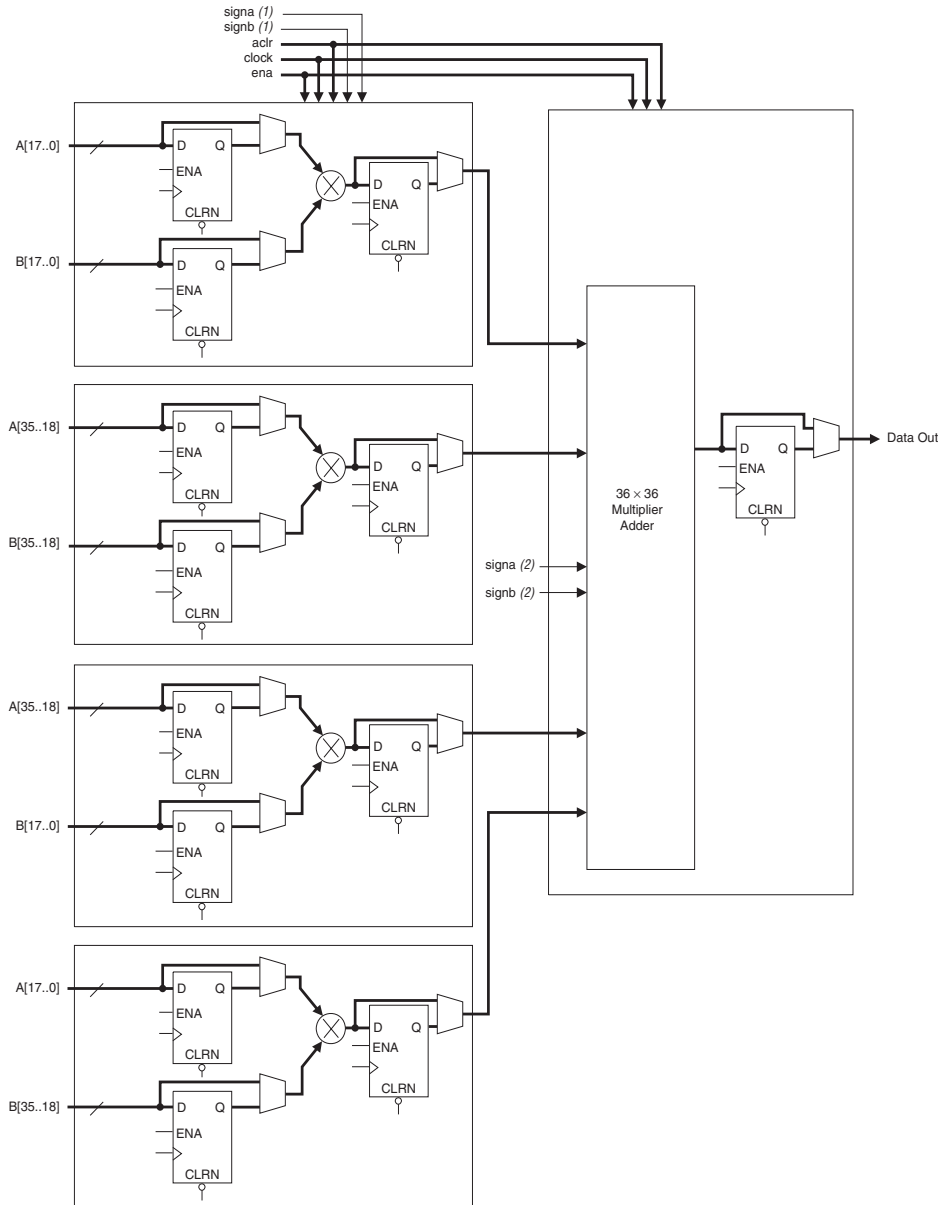 signa (1)
signb (1)
aclr
clock
ena
A[17..0]
D Q
ENA
CLRN
B[17..0]
D Q
ENA
CLRN
D Q
ENA
CLRN
A[35..18]
D Q
ENA
CLRN
B[35..18]
D Q
ENA
CLRN
D Q
ENA
CLRN
A[35..18]
D Q
ENA
CLRN
B[17..0]
D Q
ENA
CLRN
D Q
ENA
CLRN
A[17..0]
D Q
ENA
CLRN
B[35..18]
D Q
ENA
CLRN
D Q
ENA
CLRN
36 × 36
Multiplier
Adder
signa (2)
signb (2)
D Q
ENA
CLRN
Data Out